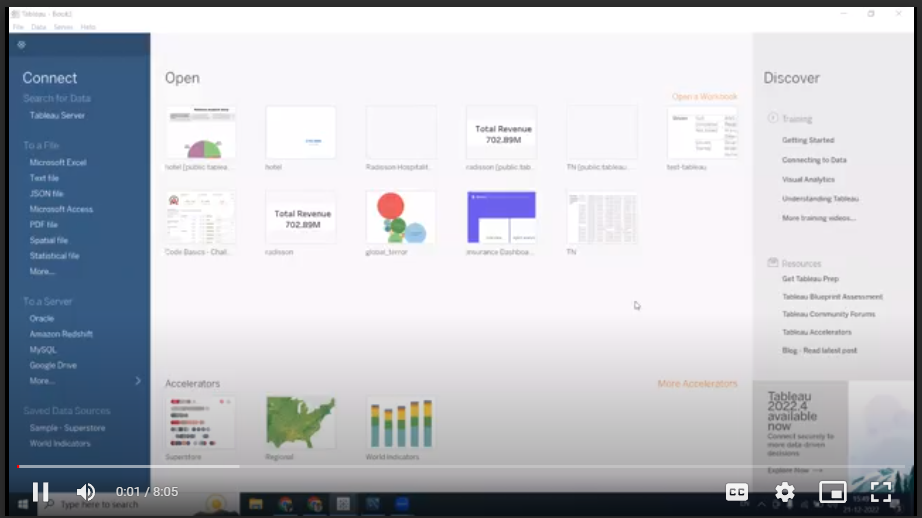 Tableau - Book1
File Data Server Help
Connect
Search for Data
Tableau Server
To a File
Microsoft Excel
Text file
JSON file
Microsoft Access
PDF file
Spatial file
Statistical file
More...
To a Server
Oracle
Amazon Redshift
MySQL
Google Drive
More...
Saved Data Sources
Sample - Superstore
World Indicators
Open
Open a Workbook
Total Revenue
702.89M
hotel (public tablea...
hotel
Radisson Hospitalit...
radisson (public tab...
TN (public tableau...
test-tableau
Total Revenue
702.89M
Code Basics - Chall...
radisson
global_terror
insurance Dashboa...
TN
Accelerators
More Accelerators
Superstore
Regional
World Indicators
Discover
Training
Getting Started
Connecting to Data
Visual Analytics
Understanding Tableau
More training videos...
Resources
Get Tableau Prep
Tableau Blueprint Assessment
Tableau Community Forums
Tableau Accelerators
Blog - Read latest post
Tableau
2022.4
available
now
Connect securely to
more data-driven
decisions
Explore Now
0:01 / 8:05
CC
Type here to search
21-12-2022